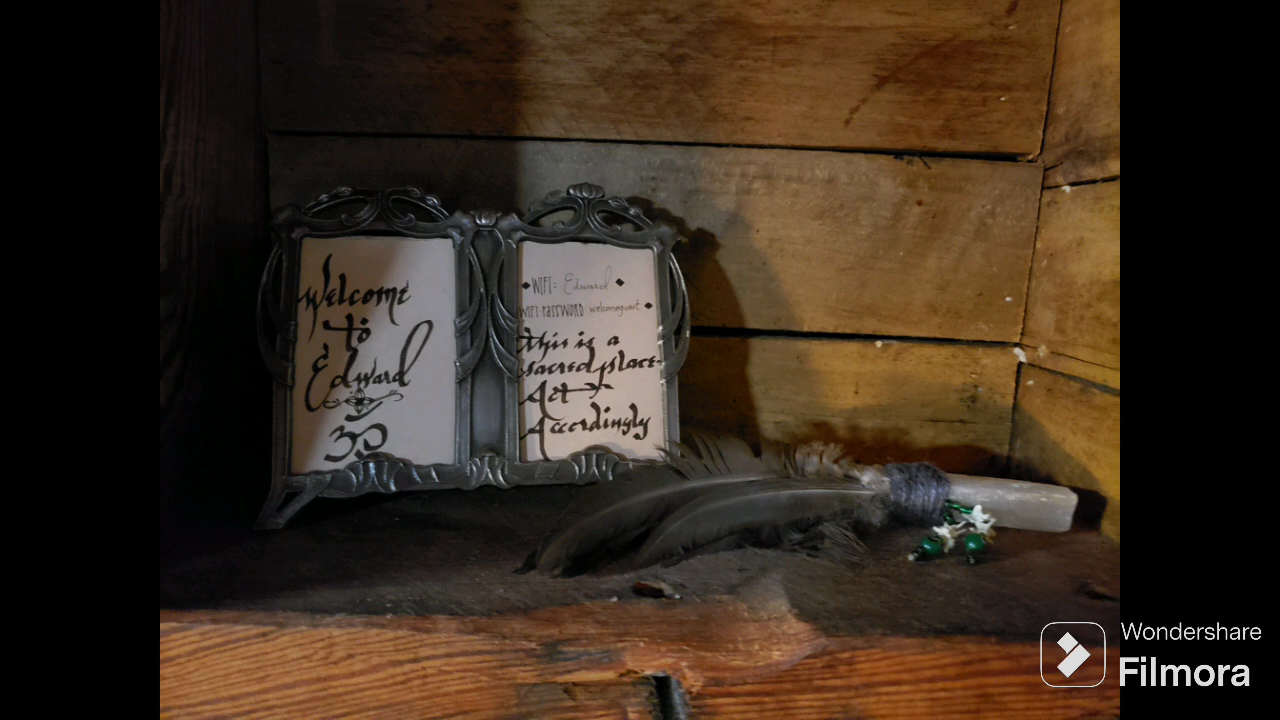 Welcome
to
Edward
WIFI: Edward
WIFI PASSWORD welcomeguest
this is a
sacred place.
Act
Accordingly
Wondershare
Filmora